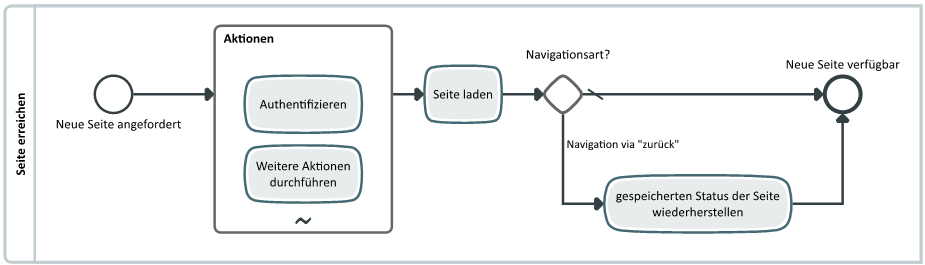 Seite erreichen
Neue Seite angefordert
Aktionen
Authentifizieren
Weitere Aktionen
durchführen
~
Seite laden
Navigationsart?
Navigation via "zurück"
gespeicherten Status der Seite
wiederherstellen
Neue Seite verfügbar